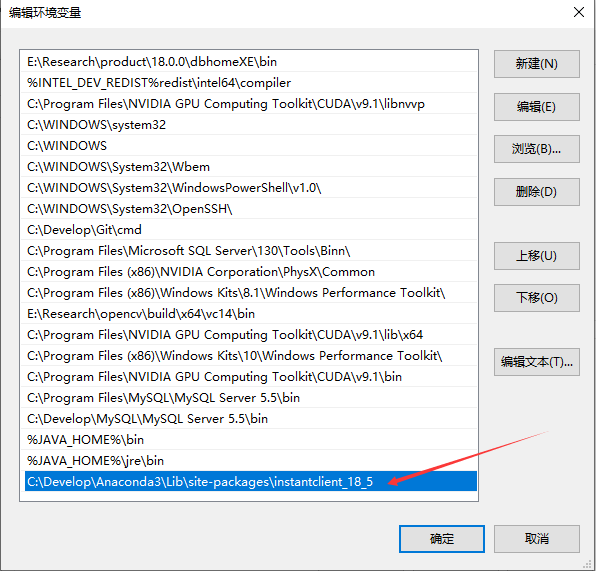 编辑环境变量
E:\Research\product\18.0.0\dbhomeXE\bin
%INTEL_DEV_REDIST%redist\intel64\compiler
C:\Program Files\NVIDIA GPU Computing Toolkit\CUDA\v9.1\libnvvp
C:\WINDOWS\system32
C:\WINDOWS
C:\WINDOWS\System32\Wbem
C:\WINDOWS\System32\WindowsPowerShell\v1.0\
C:\WINDOWS\System32\OpenSSH\
C:\Develop\Git\cmd
C:\Program Files\Microsoft SQL Server\130\Tools\Binn\
C:\Program Files (x86)\NVIDIA Corporation\PhysX\Common
C:\Program Files (x86)\Windows Kits\8.1\Windows Performance Toolkit\
E:\Research\opencv\build\x64\vc14\bin
C:\Program Files\NVIDIA GPU Computing Toolkit\CUDA\v9.1\lib\x64
C:\Program Files (x86)\Windows Kits\10\Windows Performance Toolkit\
C:\Program Files\NVIDIA GPU Computing Toolkit\CUDA\v9.1\bin
C:\Program Files\MySQL\MySQL Server 5.5\bin
C:\Develop\MySQL\MySQL Server 5.5\bin
%JAVA_HOME%\bin
%JAVA_HOME%\jre\bin
C:\Develop\Anaconda3\Lib\site-packages\instantclient_18_5
新建(N)
编辑(E)
浏览(B)...
删除(D)
上移(U)
下移(O)
编辑文本(T)...
确定
取消